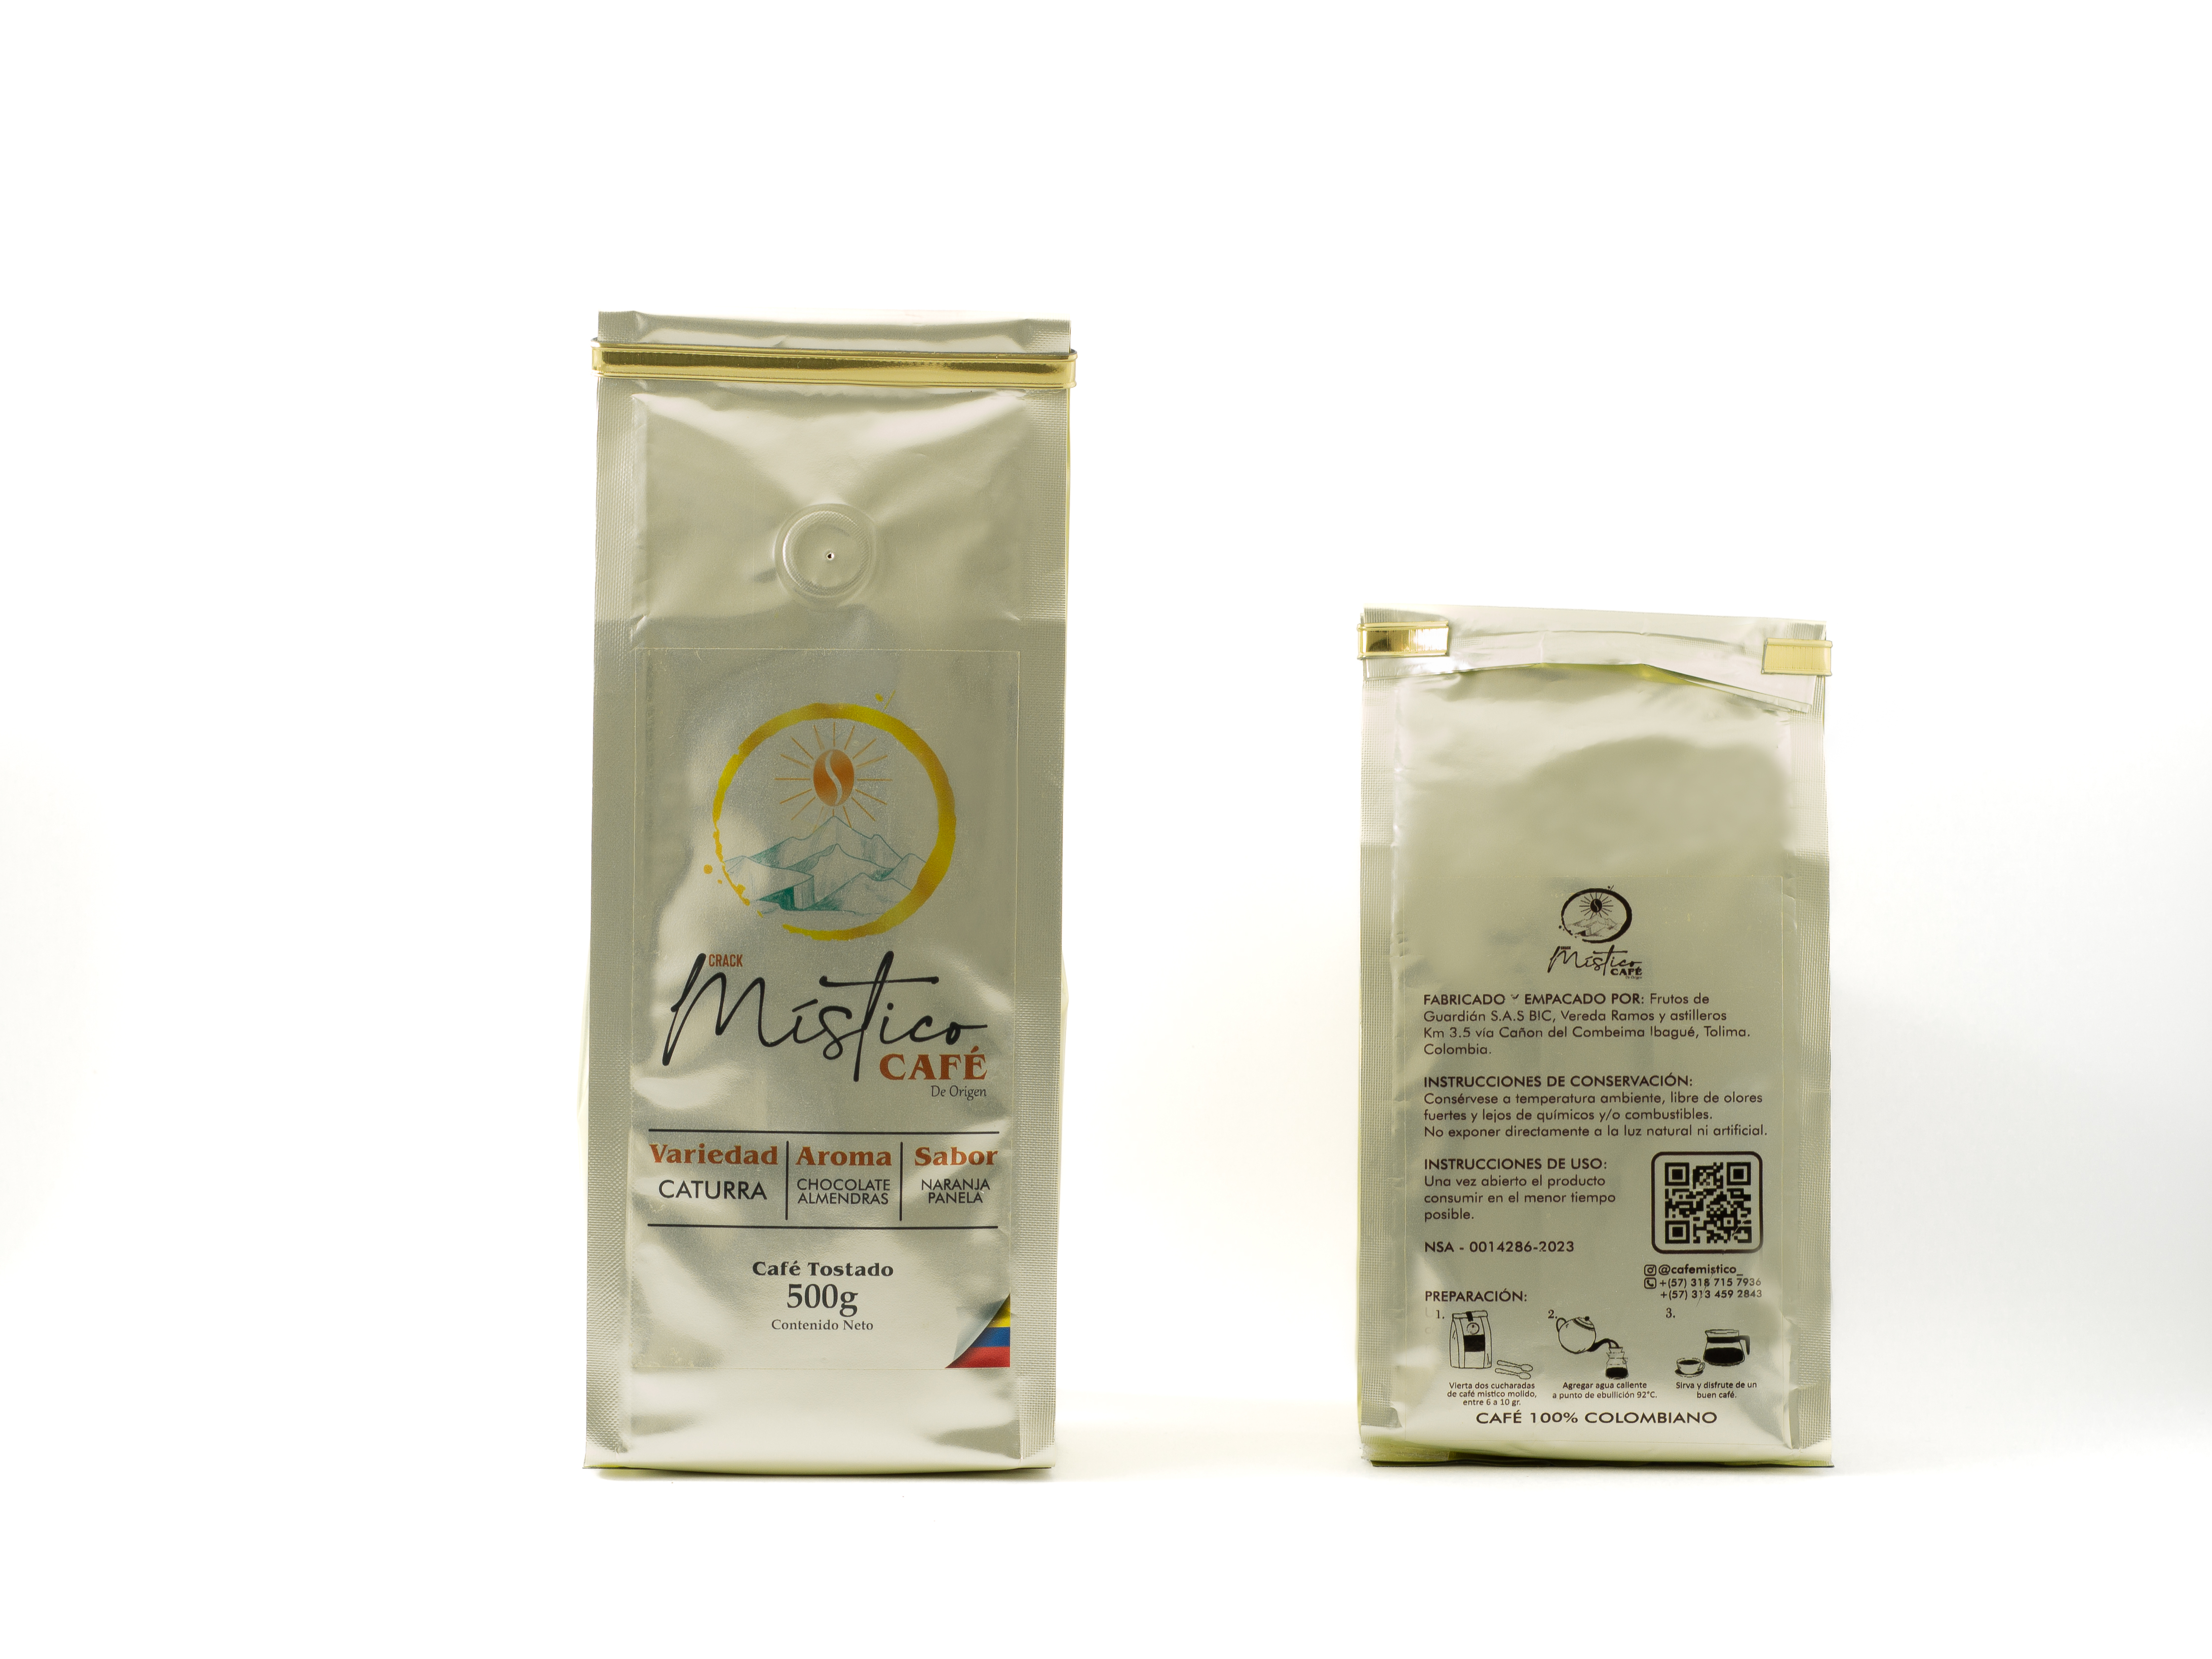 CRACK
Místico
CAFÉ
De Origen
Variedad Aroma Sabor
CATURRA
CHOCOLATE
ALMENDRAS
NARANJA
PANELA
Café Tostado
500g
Contenido Neto
Místico
CAFÉ
De Origen
FABRICADO Y EMPACADO POR: Frutos de
Guardián S.A.S BIC, Vereda Ramos y astilleros
Km 3.5 vía Cañon del Combeima Ibagué, Tolima.
Colombia.
INSTRUCCIONES DE CONSERVACIÓN:
Consérvese a temperatura ambiente, libre de olores
fuertes y lejos de químicos y/o combustibles.
No exponer directamente a la luz natural ni artificial.
INSTRUCCIONES DE USO:
Una vez abierto el producto
consumir en el menor tiempo
posible.
NSA - 0014286-2023
@cafemistico_
+(57) 318 715 7936
+(57) 313 459 2843
PREPARACIÓN:
1. 2. 3.
Vierta dos cucharadas
de café místico molido,
entre 6 a 10 gr.
Agregar agua caliente
a punto de ebullición 92°C.
Sirva y disfrute de un
buen café.
CAFÉ 100% COLOMBIANO